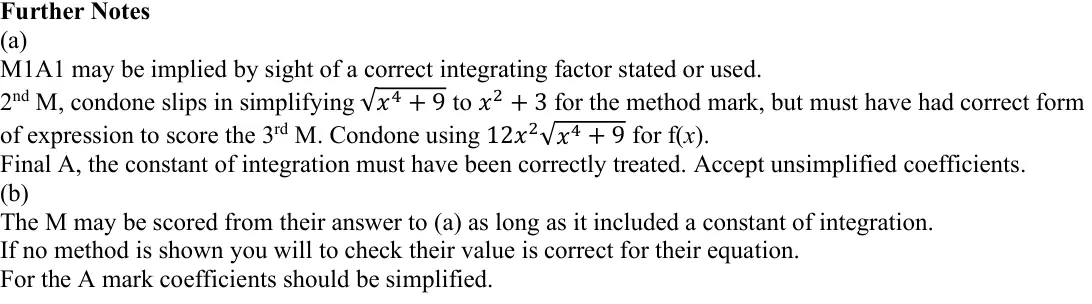 Further Notes
(a)
M1A1 may be implied by sight of a correct integrating factor stated or used.
2nd M, condone slips in simplifying √(x⁴ + 9) to x² + 3 for the method mark, but must have had correct form
of expression to score the 3rd M. Condone using 12x²√(x⁴ + 9) for f(x).
Final A, the constant of integration must have been correctly treated. Accept unsimplified coefficients.
(b)
The M may be scored from their answer to (a) as long as it included a constant of integration.
If no method is shown you will to check their value is correct for their equation.
For the A mark coefficients should be simplified.